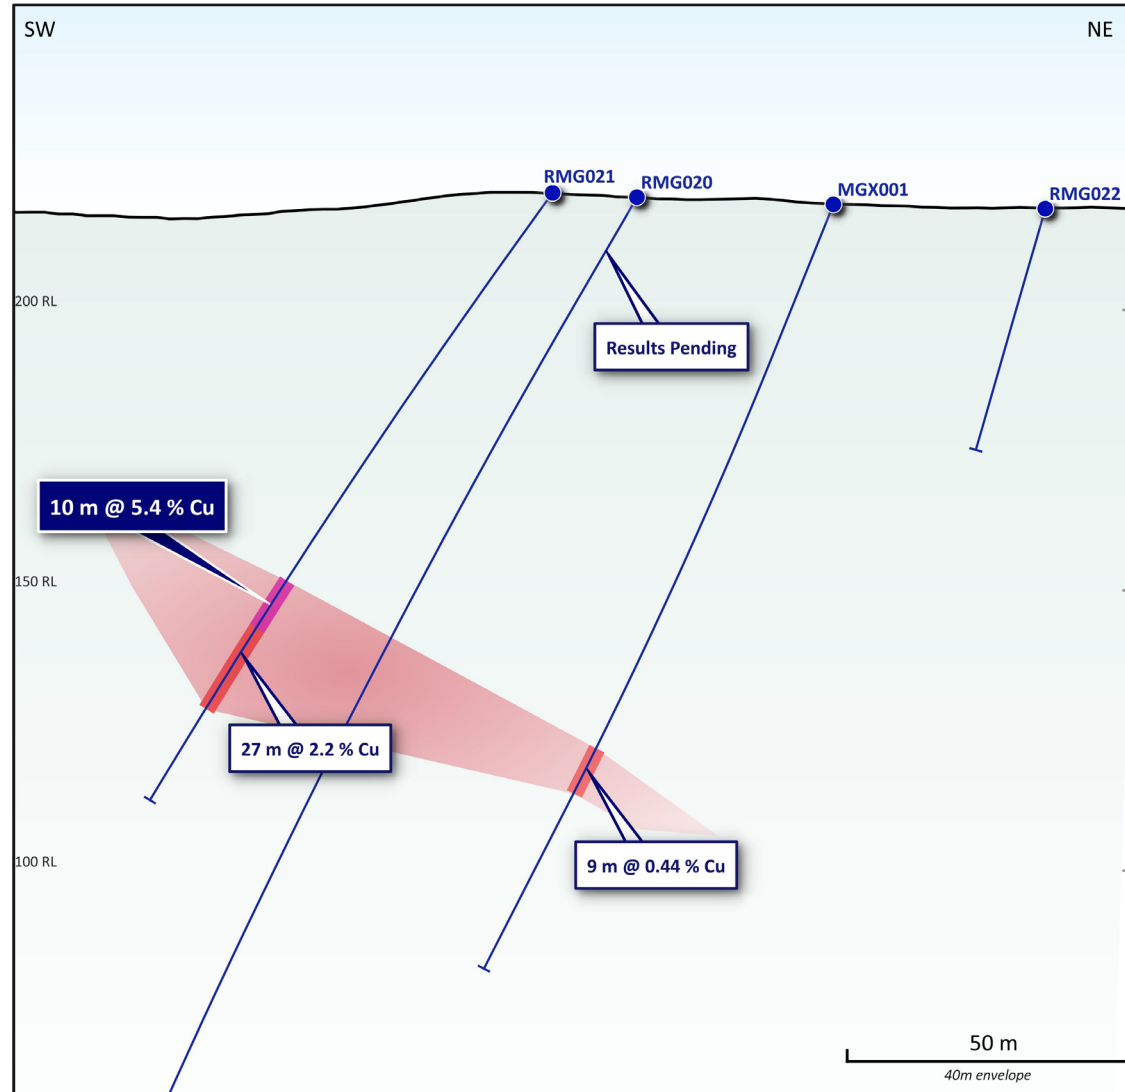 SW
NE
RMG021
RMG020
MGX001
RMG022
200 RL
Results Pending
10 m @ 5.4 % Cu
150 RL
27 m @ 2.2 % Cu
100 RL
9 m @ 0.44 % Cu
50 m
40m envelope